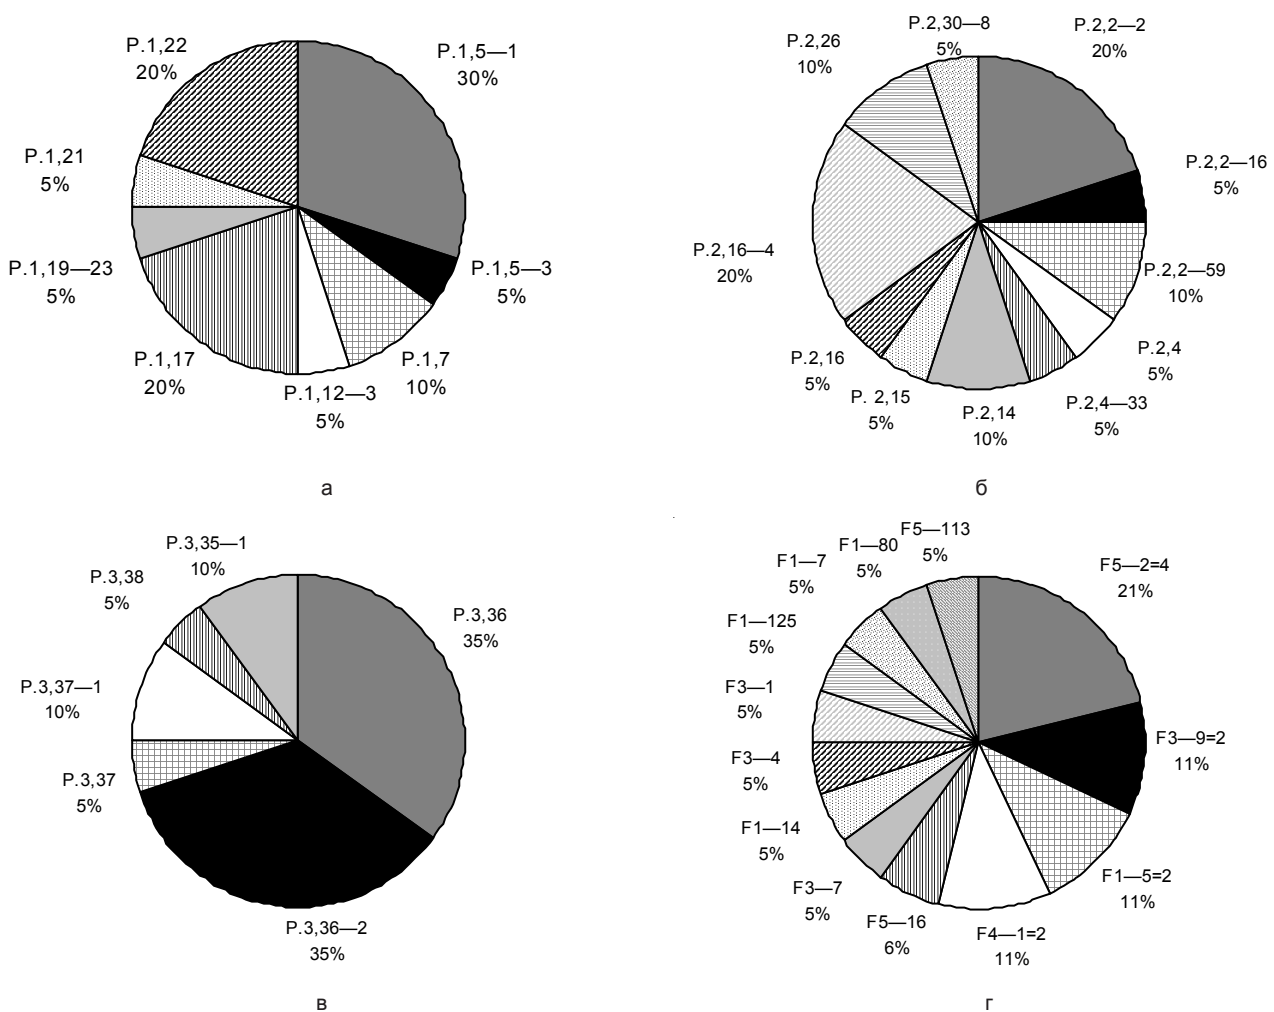 P.1,22
20%
P.1,5—1
30%
P.1,21
5%
P.1,19—23
5%
P.1,5—3
5%
P.1,17
20%
P.1,12—3
5%
P.1,7
10%
а
P.2,30—8
5%
P.2,2—2
20%
P.2,26
10%
P.2,2—16
5%
P.2,16—4
20%
P.2,2—59
10%
P.2,16
5%
P.2,4
5%
P. 2,15
5%
P.2,14
10%
P.2,4—33
5%
б
P.3,35—1
10%
P.3,38
5%
P.3,36
35%
P.3,37—1
10%
P.3,37
5%
P.3,36—2
35%
в
F5—113
5%
F1—80
5%
F1—7
5%
F5—2=4
21%
F1—125
5%
F3—1
5%
F3—9=2
11%
F3—4
5%
F1—14
5%
F1—5=2
11%
F3—7
5%
F5—16
6%
F4—1=2
11%
г